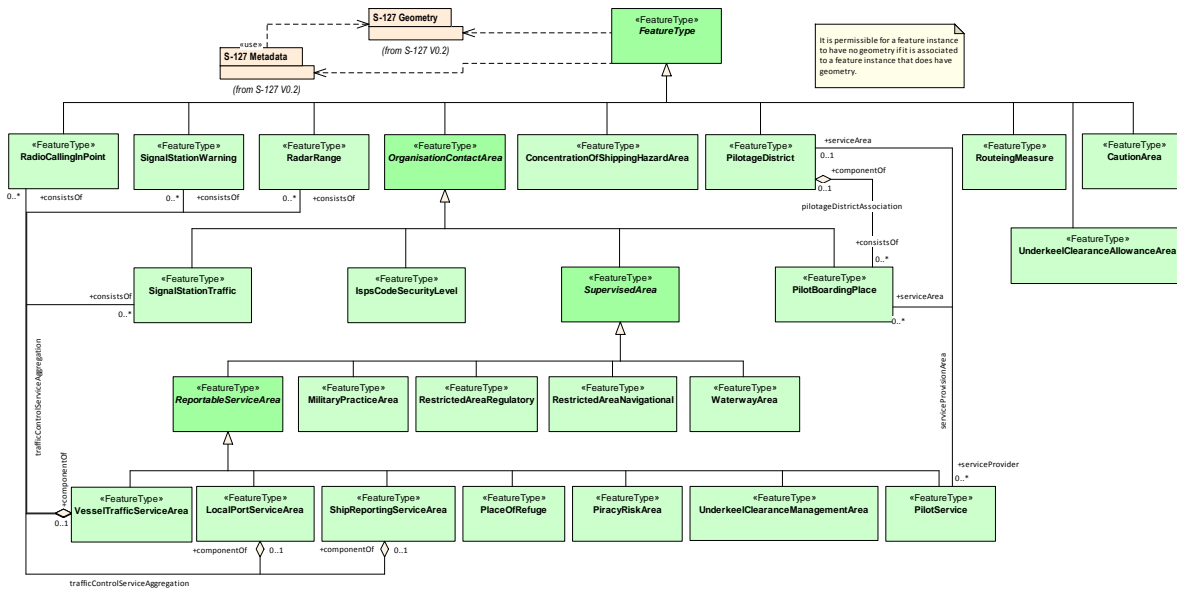 S-127 Geometry
«FeatureType»
FeatureType
It is permissible for a feature instance
to have no geometry if it is associated
to a feature instance that does have
geometry.
«use»
S-127 Metadata
(from S-127 V0.2)
(from S-127 V0.2)
«FeatureType»
RadioCallingInPoint
«FeatureType»
SignalStationWarning
«FeatureType»
RadarRange
«FeatureType»
OrganisationContactArea
«FeatureType»
ConcentrationOfShippingHazardArea
«FeatureType»
PilotageDistrict
+serviceArea
0..1
«FeatureType»
RouteingMeasure
«FeatureType»
CautionArea
+componentOf
0..1
0..*
+consistsOf
0..*
+consistsOf
0..*
+consistsOf
pilotageDistrictAssociation
+consistsOf
0..*
«FeatureType»
UnderkeelClearanceAllowanceArea
«FeatureType»
SignalStationTraffic
«FeatureType»
IspsCodeSecurityLevel
«FeatureType»
SupervisedArea
«FeatureType»
PilotBoardingPlace
+consistsOf
0..*
+serviceArea
0..*
trafficControlServiceAggregation
serviceProvisionArea
«FeatureType»
ReportableServiceArea
«FeatureType»
MilitaryPracticeArea
«FeatureType»
RestrictedAreaRegulatory
«FeatureType»
RestrictedAreaNavigational
«FeatureType»
WaterwayArea
+componentOf
0..1
+serviceProvider
0..*
«FeatureType»
VesselTrafficServiceArea
«FeatureType»
LocalPortServiceArea
«FeatureType»
ShipReportingServiceArea
«FeatureType»
PlaceOfRefuge
«FeatureType»
PiracyRiskArea
«FeatureType»
UnderkeelClearanceManagementArea
«FeatureType»
PilotService
+componentOf
0..1
+componentOf
0..1
trafficControlServiceAggregation